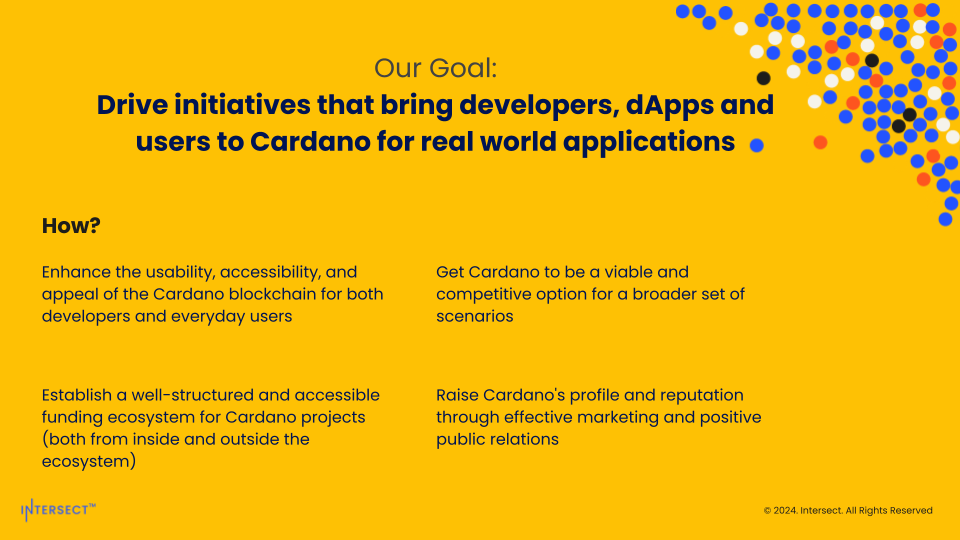 Our Goal:
Drive initiatives that bring developers, dApps and
users to Cardano for real world applications
How?
Enhance the usability, accessibility, and
appeal of the Cardano blockchain for both
developers and everyday users
Get Cardano to be a viable and
competitive option for a broader set of
scenarios
Establish a well-structured and accessible
funding ecosystem for Cardano projects
(both from inside and outside the
ecosystem)
Raise Cardano's profile and reputation
through effective marketing and positive
public relations
INTERSECT™
© 2024. Intersect. All Rights Reserved